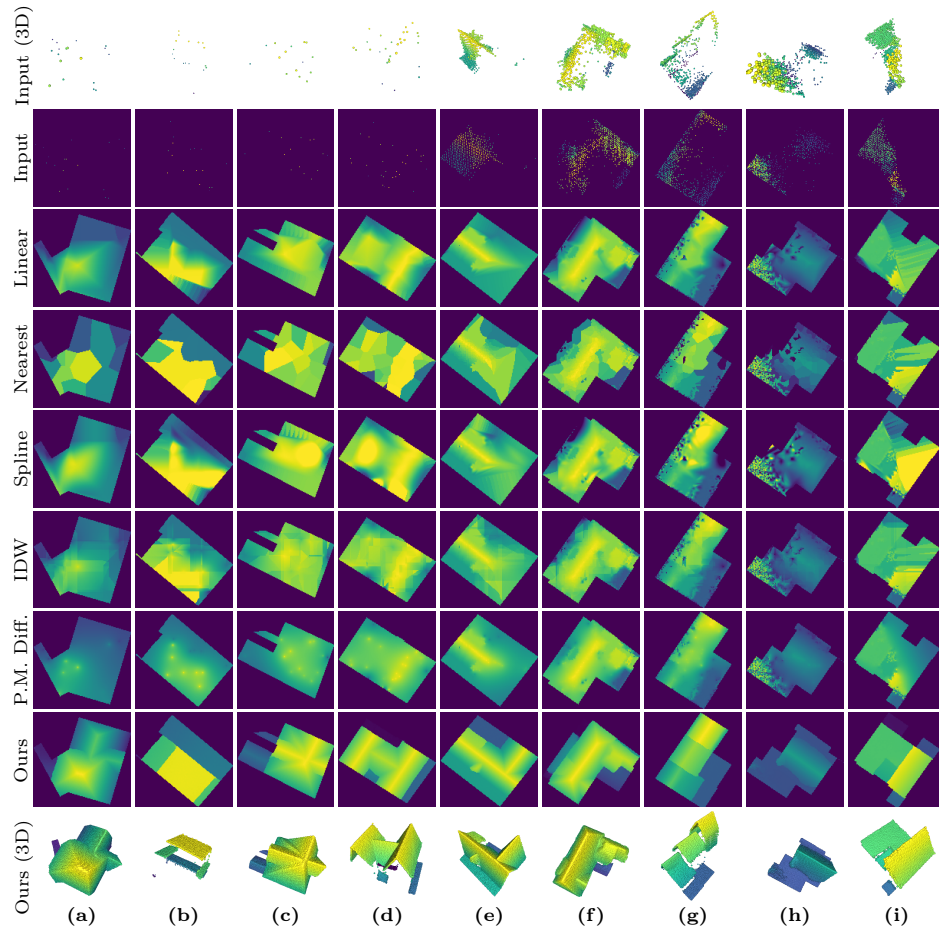 Input (3D)
Input
Linear
Nearest
Spline
IDW
P.M. Diff.
Ours
Ours (3D)
(a) (b) (c) (d) (e) (f) (g) (h) (i)